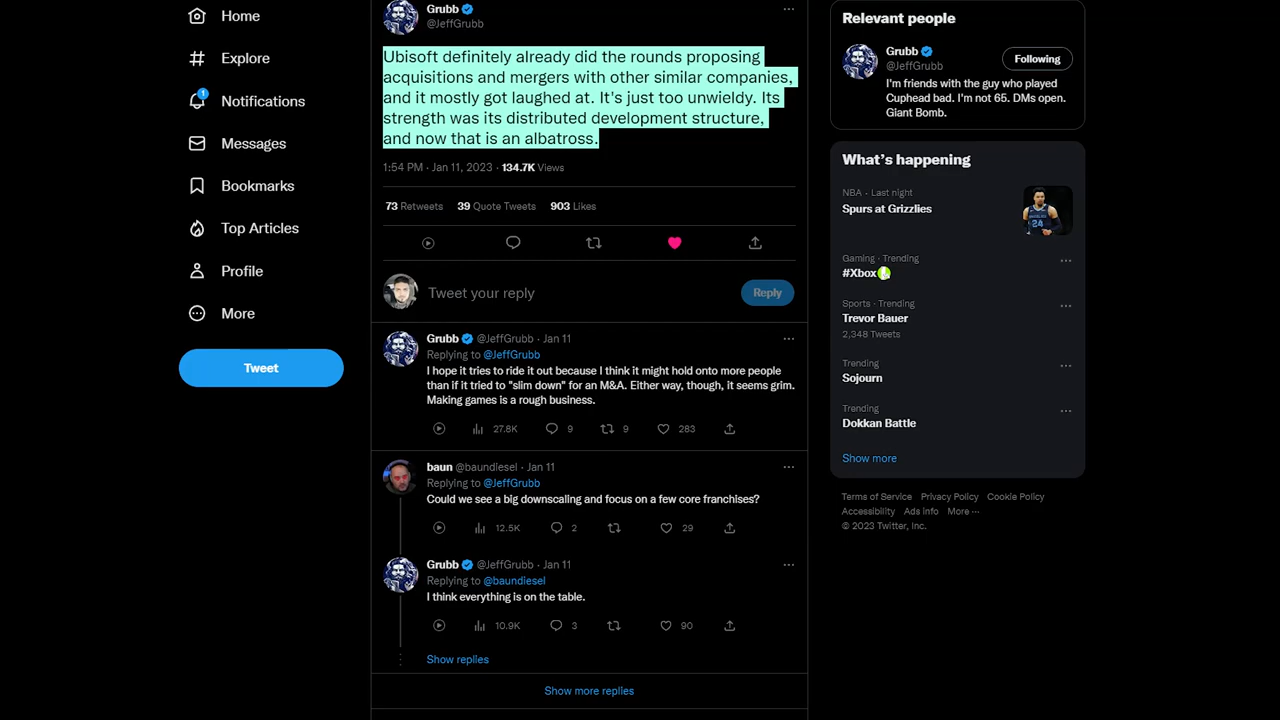 Home
Explore
1
Notifications
Messages
Bookmarks
Top Articles
Profile
More
Tweet
Grubb
@JeffGrubb
Ubisoft definitely already did the rounds proposing
acquisitions and mergers with other similar companies,
and it mostly got laughed at. It's just too unwieldy. Its
strength was its distributed development structure,
and now that is an albatross.
1:54 PM · Jan 11, 2023 · 134.7K Views
73 Retweets 39 Quote Tweets 903 Likes
Tweet your reply
Reply
Grubb @JeffGrubb · Jan 11
Replying to @JeffGrubb
I hope it tries to ride it out because I think it might hold onto more people
than if it tried to "slim down" for an M&A. Either way, though, it seems grim.
Making games is a rough business.
27.8K 9 9 283
baun @baundiesel · Jan 11
Replying to @JeffGrubb
Could we see a big downscaling and focus on a few core franchises?
12.5K 2 29
Grubb @JeffGrubb · Jan 11
Replying to @baundiesel
I think everything is on the table.
10.9K 3 90
Show replies
Show more replies
Relevant people
Grubb
@JeffGrubb
Following
I'm friends with the guy who played
Cuphead bad. I'm not 65. DMs open.
Giant Bomb.
What's happening
NBA · Last night
Spurs at Grizzlies
Gaming · Trending
#Xbox
Sports · Trending
Trevor Bauer
2,348 Tweets
Trending
Sojourn
Trending
Dokkan Battle
Show more
Terms of Service Privacy Policy Cookie Policy
Accessibility Ads info More ···
© 2023 Twitter, Inc.